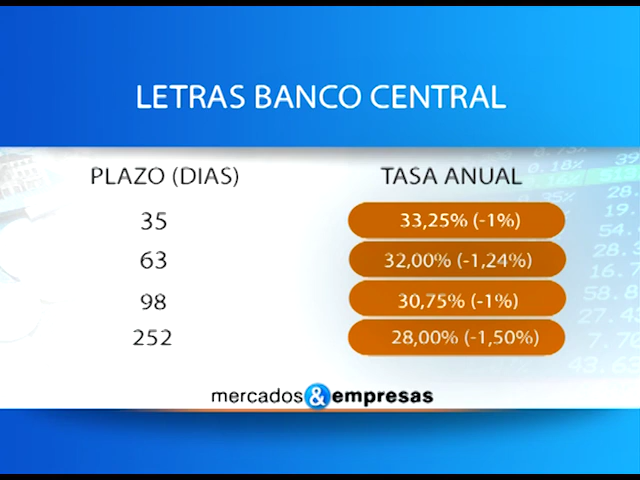 LETRAS BANCO CENTRAL
PLAZO (DIAS) TASA ANUAL
35 33,25% (-1%)
63 32,00% (-1,24%)
98 30,75% (-1%)
252 28,00% (-1,50%)
mercados&empresas